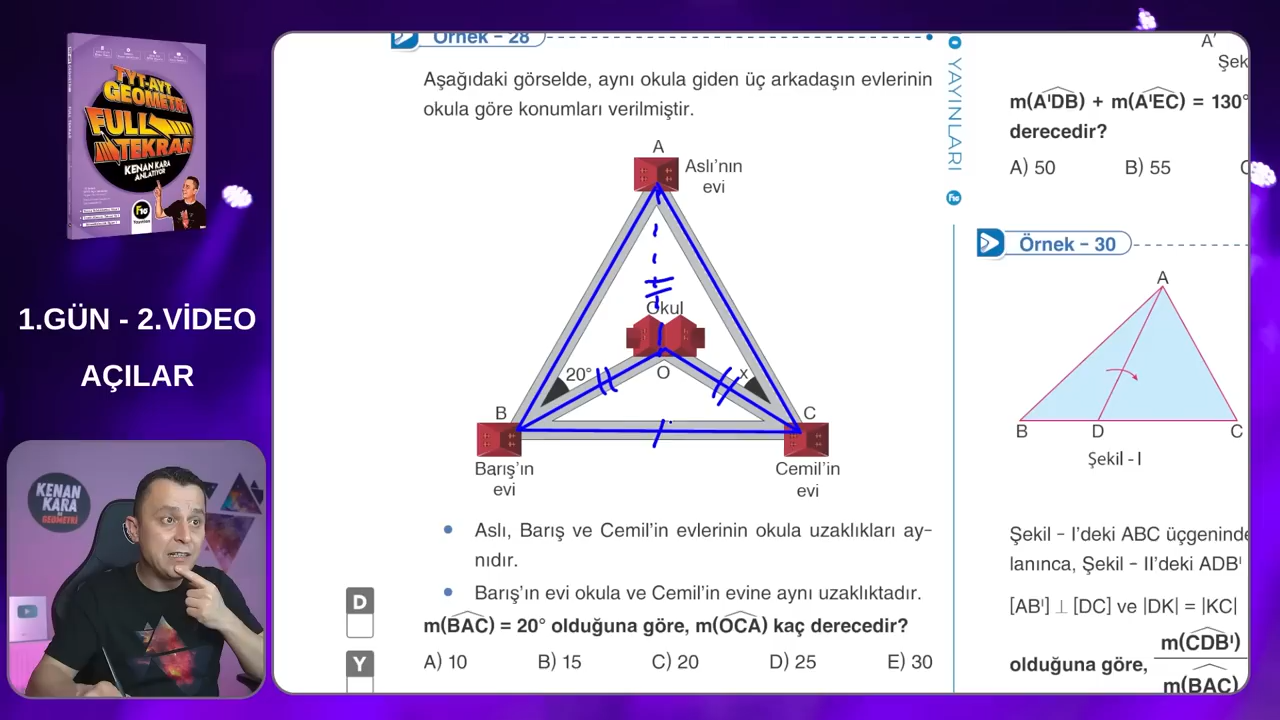 TYT-AYT
GEOMETRİ
FULL
TEKRAR
KENAN KARA
ANLATIYOR
1.GÜN - 2.VİDEO
AÇILAR
KENAN
KARA
GEOMETRİ
Örnek - 28
Aşağıdaki görselde, aynı okula giden üç arkadaşın evlerinin
okula göre konumları verilmiştir.
A
Aslı'nın
evi
Okul
20°
O
x
B
C
Barış'ın
evi
Cemil'in
evi
Aslı, Barış ve Cemil'in evlerinin okula uzaklıkları ay-
nıdır.
Barış'ın evi okula ve Cemil'in evine aynı uzaklıktadır.
D
Y
m(BAC) = 20° olduğuna göre, m(OCA) kaç derecedir?
A) 10 B) 15 C) 20 D) 25 E) 30
YAYINLARI
A'
Şek
m(A'DB) + m(A'EC) = 130°
derecedir?
A) 50 B) 55
Örnek - 30
A
B D C
Şekil - I
Şekil - I'deki ABC üçgeninde
lanınca, Şekil - II'deki ADB'
[AB'] ⊥ [DC] ve |DK| = |KC|
olduğuna göre, m(CDB')
m(BAC)